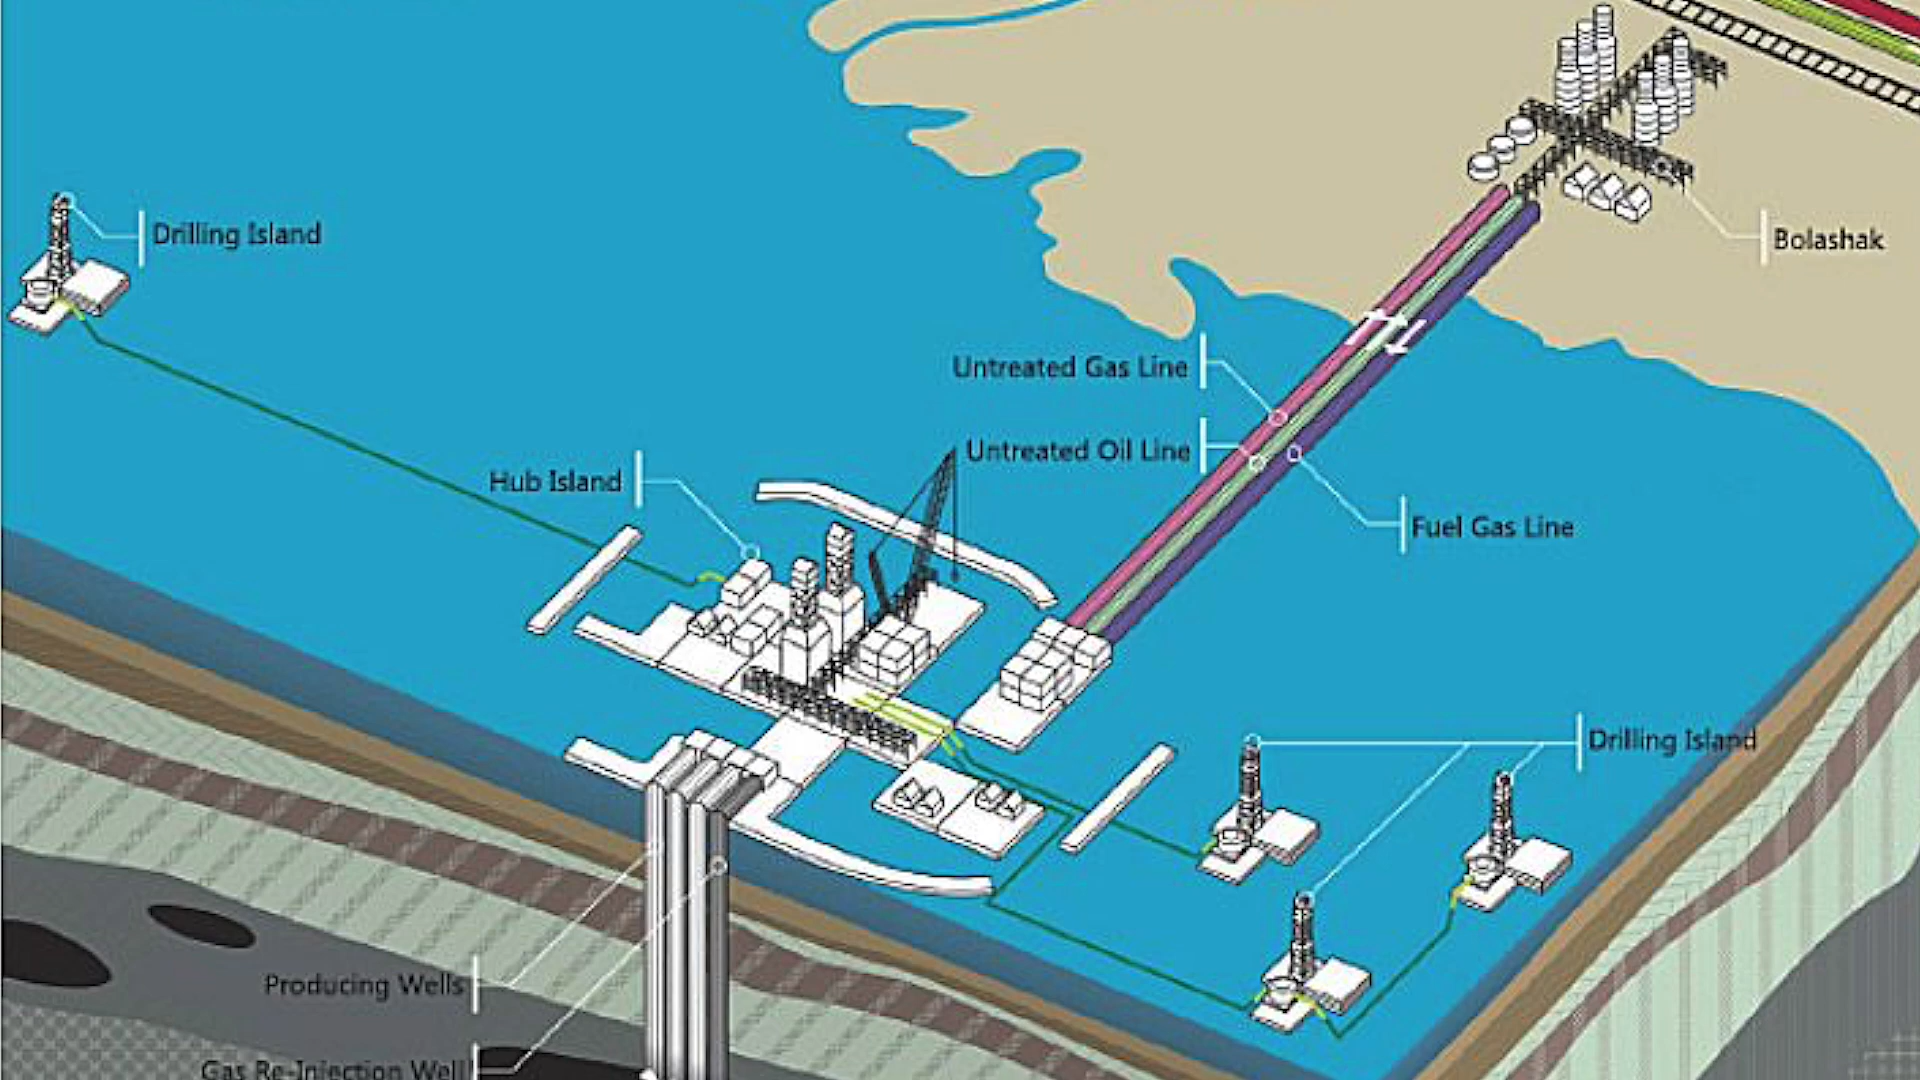 Drilling Island
Bolashak
Untreated Gas Line
Untreated Oil Line
Hub Island
Fuel Gas Line
Drilling Island
Producing Wells
Gas Re-Injection Well